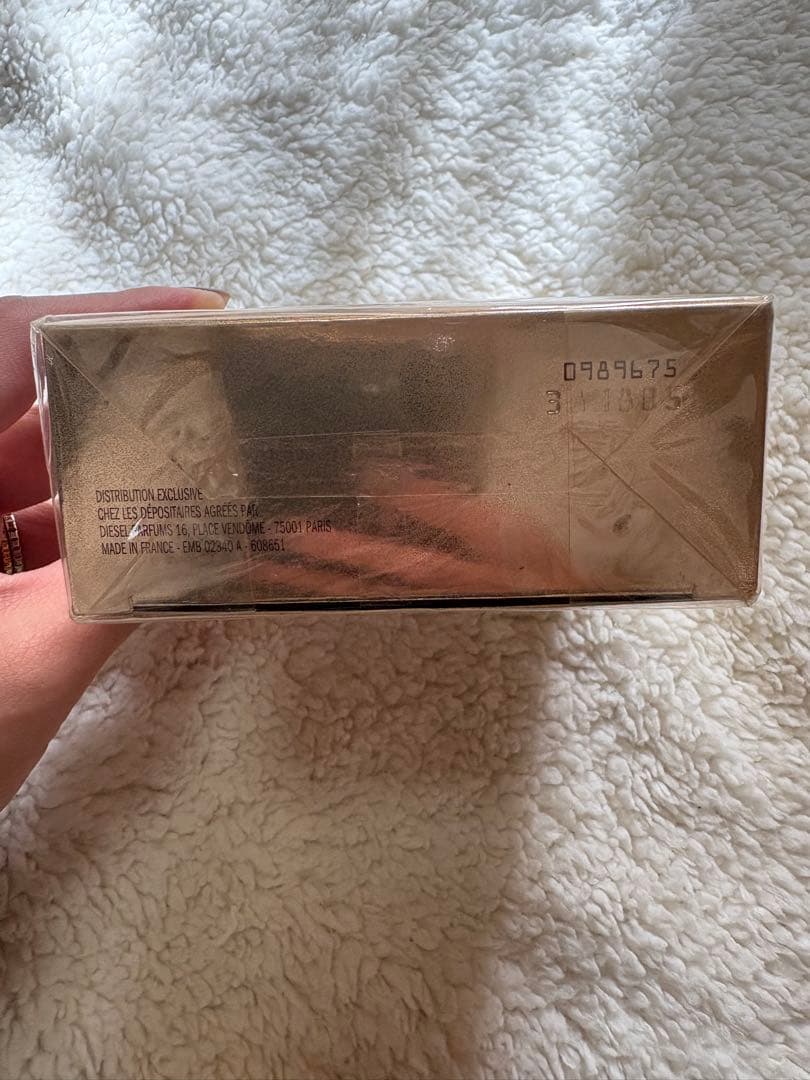 0989675
DISTRIBUTION EXCLUSIVE
CHEZ LES DÉPOSITAIRES AGRÉÉS PAR
DIESEL PARFUMS 16, PLACE VENDÔME - 75001 PARIS
MADE IN FRANCE - EMB 02340 A - 608651